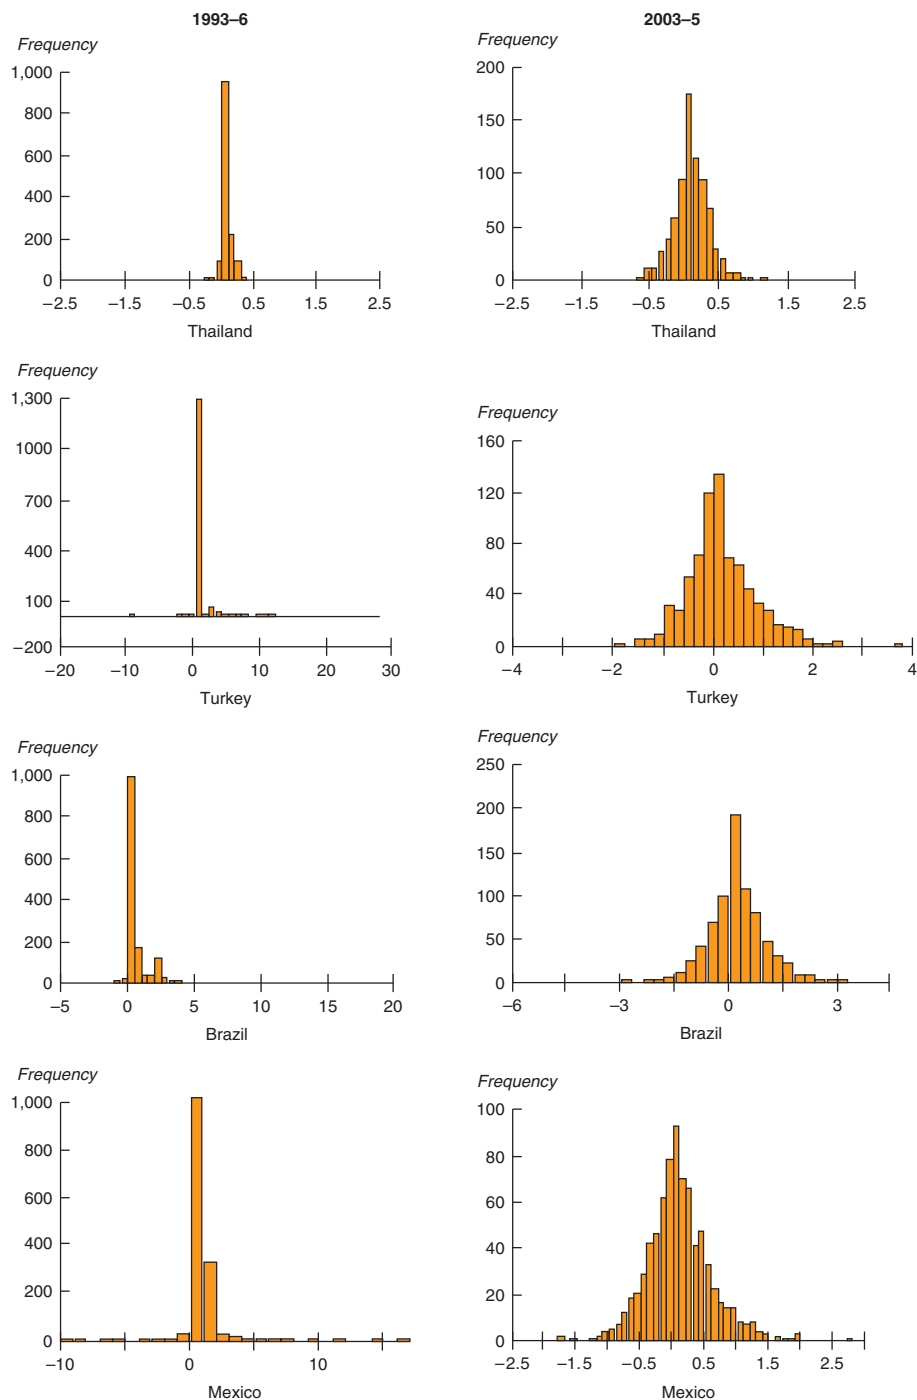 1993–6
Frequency
1,000
800
600
400
200
0
−2.5 −1.5 −0.5 0.5 1.5 2.5
Thailand
2003–5
Frequency
200
150
100
50
0
−2.5 −1.5 −0.5 0.5 1.5 2.5
Thailand
Frequency
1,300
1000
700
400
100
−200
−20 −10 0 10 20 30
Turkey
Frequency
160
120
80
40
0
−4 −2 0 2 4
Turkey
Frequency
1,000
800
600
400
200
0
−5 0 5 10 15 20
Brazil
Frequency
250
200
150
100
50
0
−6 −3 0 3
Brazil
Frequency
1,000
800
600
400
200
0
−10 0 10
Mexico
Frequency
100
80
60
40
20
0
−2.5 −1.5 −0.5 0.5 1.5 2.5
Mexico